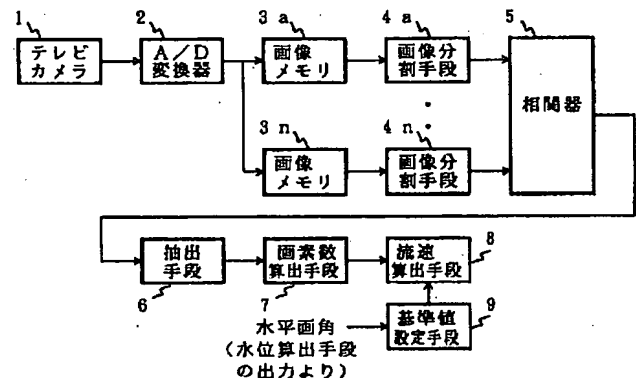 1
2
3 a
4 a
5
テレビ
カメラ
A/D
変換器
画像
メモリ
画像分
割手段
相関器
3 n
4 n
画像
メモリ
画像分
割手段
抽出
手段
画素数
算出手段
流速
算出手段
8
6
7
水平画角
(水位算出手段
の出力より)
基準値
設定手段
9